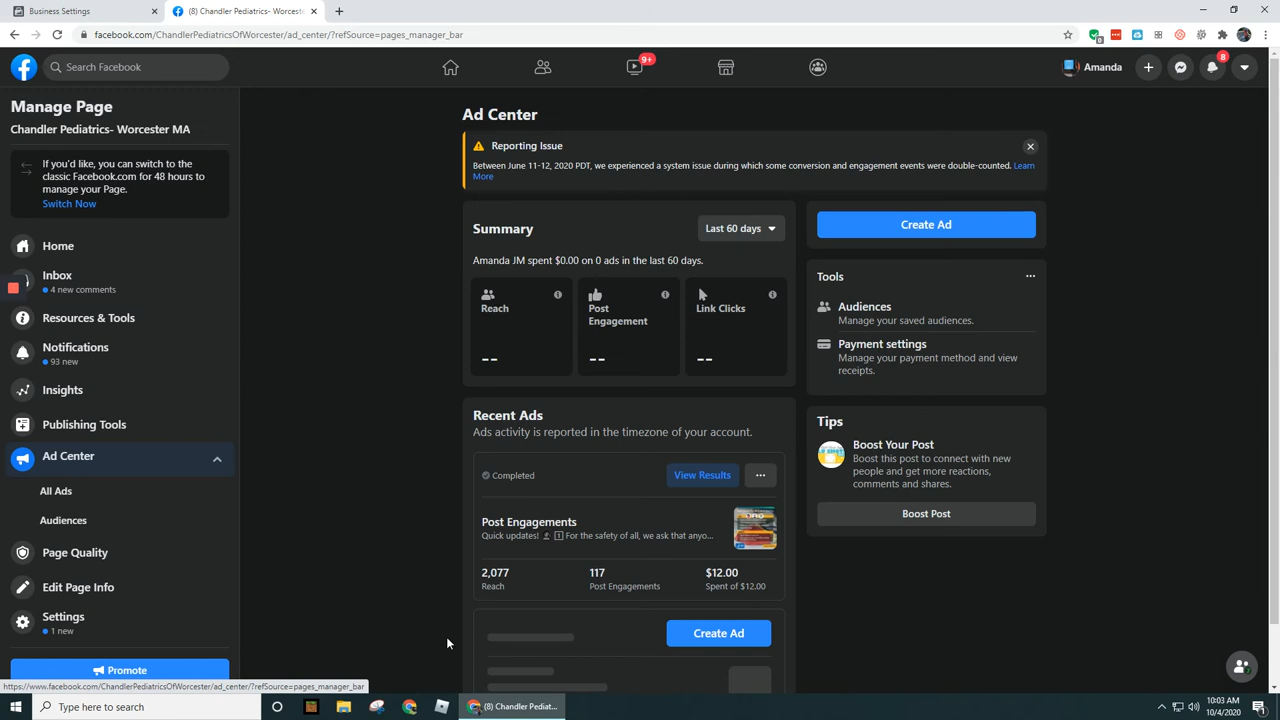 Business Settings
(8) Chandler Pediatrics- Worceste
facebook.com/ChandlerPediatricsOfWorcester/ad_center/?refSource=pages_manager_bar
8
Search Facebook
9+
Amanda
8
Manage Page
Chandler Pediatrics- Worcester MA
If you'd like, you can switch to the
classic Facebook.com for 48 hours to
manage your Page.
Switch Now
Home
Inbox
4 new comments
Resources & Tools
Notifications
93 new
Insights
Publishing Tools
Ad Center
All Ads
Audiences
Page Quality
Edit Page Info
Settings
1 new
Promote
https://www.facebook.com/ChandlerPediatricsOfWorcester/ad_center/?refSource=pages_manager_bar
Ad Center
Reporting Issue
Between June 11-12, 2020 PDT, we experienced a system issue during which some conversion and engagement events were double-counted. Learn
More
Summary
Last 60 days
Amanda JM spent $0.00 on 0 ads in the last 60 days.
Reach
--
Post
Engagement
--
Link Clicks
--
Recent Ads
Ads activity is reported in the timezone of your account.
Completed
View Results
...
Post Engagements
Quick updates! 1 For the safety of all, we ask that anyo...
2,077
Reach
117
Post Engagements
$12.00
Spent of $12.00
Create Ad
Create Ad
Tools
...
Audiences
Manage your saved audiences.
Payment settings
Manage your payment method and view
receipts.
Tips
Boost Your Post
Boost this post to connect with new
people and get more reactions,
comments and shares.
Boost Post
Type here to search
(8) Chandler Pediat...
10:03 AM
10/4/2020
1